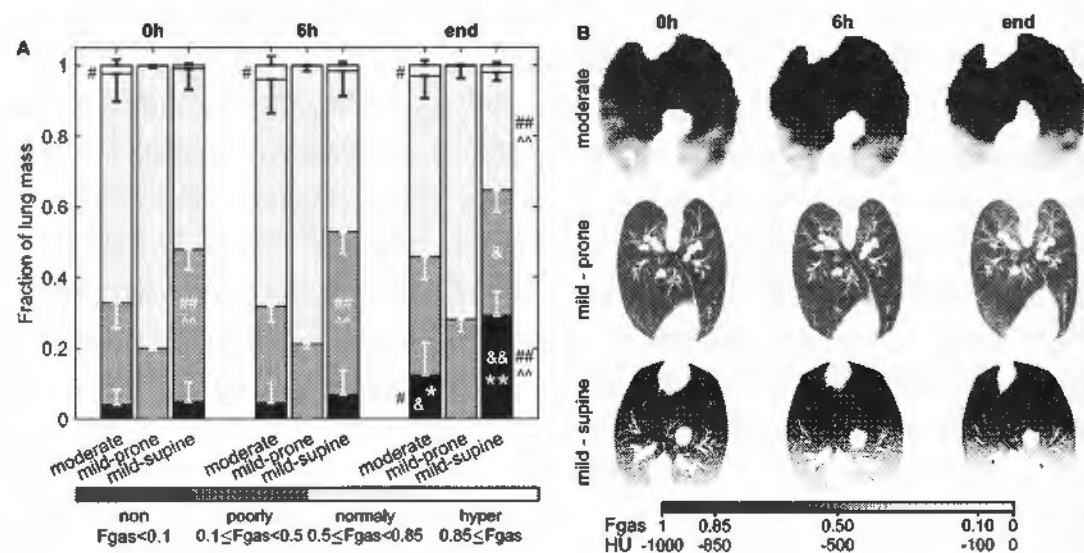 A
0h 6h end
Fraction of lung mass
1
0.8
0.6
0.4
0.2
0
# # #
##
^^
##
^^
##
^^
&
&&
**
##
^^
# & *
moderate
mild-prone
mild-supine
moderate
mild-prone
mild-supine
moderate
mild-prone
mild-supine
non poorly normaly hyper
Fgas<0.1 0.1≤Fgas<0.5 0.5≤Fgas<0.85 0.85≤Fgas
B
0h 6h end
moderate
mild - prone
mild - supine
Fgas 1 0.85 0.50 0.10 0
HU -1000 -850 -500 -100 0